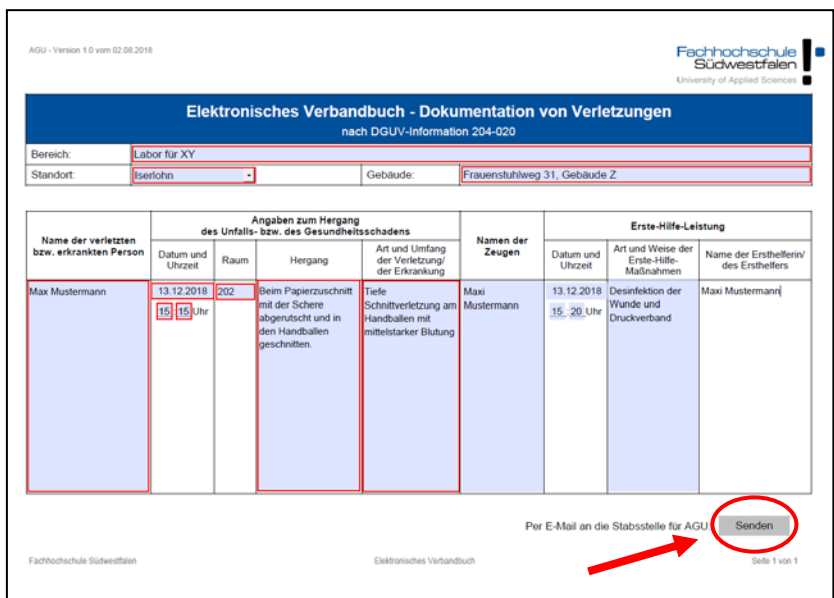 AGU - Version 1.0 vom 02.08.2018
Fachhochschule
Südwestfalen
University of Applied Sciences
Elektronisches Verbandbuch - Dokumentation von Verletzungen
nach DGUV-Information 204-020
Bereich: Labor für XY
Standort: Iserlohn Gebäude: Frauenstuhlweg 31, Gebäude Z
Name der verletzten
bzw. erkrankten Person
Angaben zum Hergang
des Unfalls- bzw. des Gesundheitsschadens
Datum und
Uhrzeit
Raum
Hergang
Art und Umfang
der Verletzung/
der Erkrankung
Namen der
Zeugen
Erste-Hilfe-Leistung
Datum und
Uhrzeit
Art und Weise der
Erste-Hilfe-
Maßnahmen
Name der Ersthelferin/
des Ersthelfers
Max Mustermann
13.12.2018
15 : 15 Uhr
202
Beim Papierzuschnitt
mit der Schere
abgerutscht und in
den Handballen
geschnitten.
Tiefe
Schnittverletzung am
Handballen mit
mittelstarker Blutung
Maxi
Mustermann
13.12.2018
15 : 20 Uhr
Desinfektion der
Wunde und
Druckverband
Maxi Mustermann
Per E-Mail an die Stabsstelle für AGU: Senden
Fachhochschule Südwestfalen Elektronisches Verbandbuch Seite 1 von 1